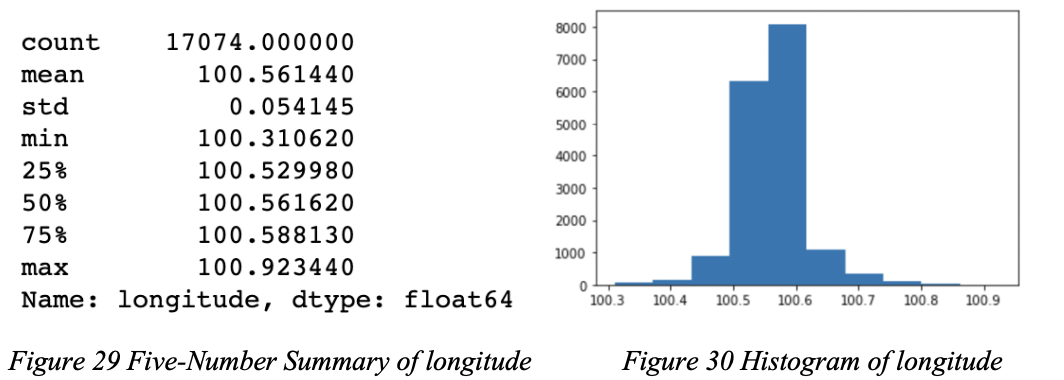 count 17074.000000
mean 100.561440
std 0.054145
min 100.310620
25% 100.529980
50% 100.561620
75% 100.588130
max 100.923440
Name: longitude, dtype: float64
8000
7000
6000
5000
4000
3000
2000
1000
0
100.3 100.4 100.5 100.6 100.7 100.8 100.9
Figure 29 Five-Number Summary of longitude
Figure 30 Histogram of longitude